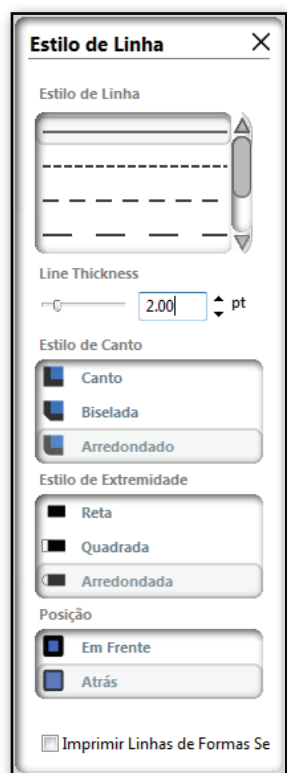 Estilo de Linha
Estilo de Linha
Line Thickness
2.00 pt
Estilo de Canto
Canto
Biselada
Arredondado
Estilo de Extremidade
Reta
Quadrada
Arredondada
Posição
Em Frente
Atrás
Imprimir Linhas de Formas Se